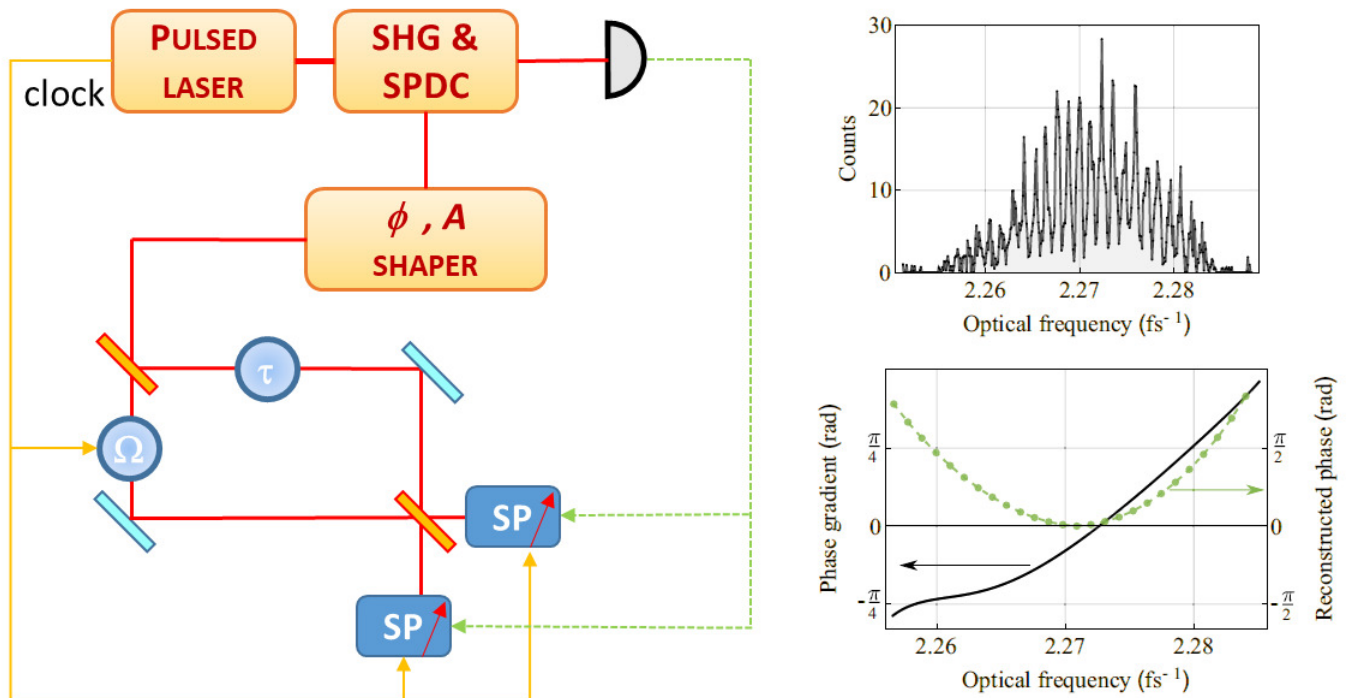 PULSED
LASER
SHG &
SPDC
clock
ϕ , A
SHAPER
τ
Ω
SP
SP
30
20
10
0
Counts
2.26 2.27 2.28
Optical frequency (fs⁻¹)
Phase gradient (rad)
π/4
0
-π/4
π/2
0
-π/2
Reconstructed phase (rad)
2.26 2.27 2.28
Optical frequency (fs⁻¹)